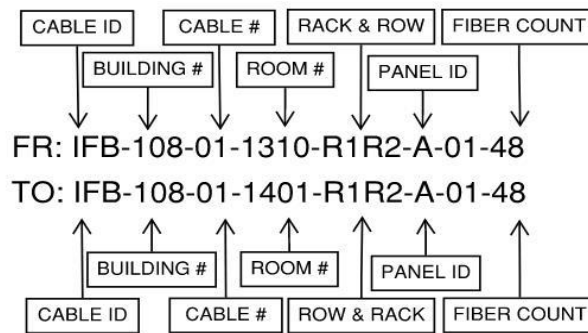 CABLE ID CABLE # RACK & ROW FIBER COUNT
BUILDING # ROOM # PANEL ID
FR: IFB-108-01-1310-R1R2-A-01-48
TO: IFB-108-01-1401-R1R2-A-01-48
BUILDING # ROOM # PANEL ID
CABLE ID CABLE # ROW & RACK FIBER COUNT